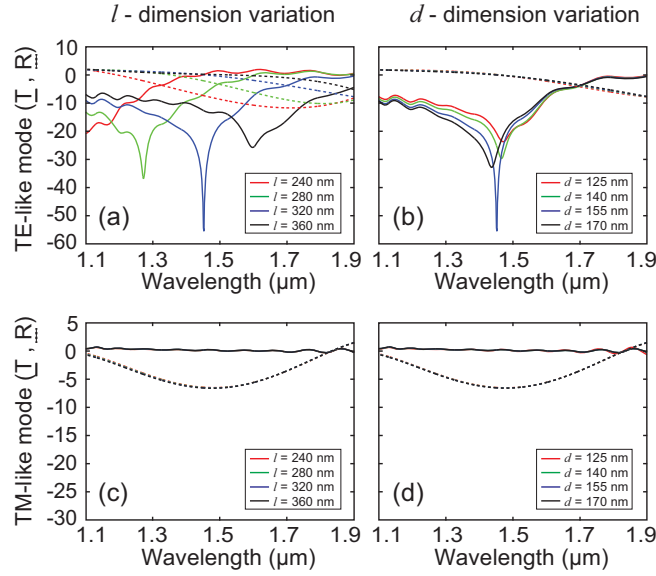 l - dimension variation
d - dimension variation
TE-like mode (T , R)
10
0
-10
-20
-30
-40
-50
-60
(a)
l = 240 nm
l = 280 nm
l = 320 nm
l = 360 nm
1.1
1.3
1.5
1.7
1.9
Wavelength (μm)
(b)
d = 125 nm
d = 140 nm
d = 155 nm
d = 170 nm
1.1
1.3
1.5
1.7
1.9
Wavelength (μm)
TM-like mode (T , R)
5
0
-5
-10
-15
-20
-25
-30
(c)
l = 240 nm
l = 280 nm
l = 320 nm
l = 360 nm
1.1
1.3
1.5
1.7
1.9
Wavelength (μm)
(d)
d = 125 nm
d = 140 nm
d = 155 nm
d = 170 nm
1.1
1.3
1.5
1.7
1.9
Wavelength (μm)